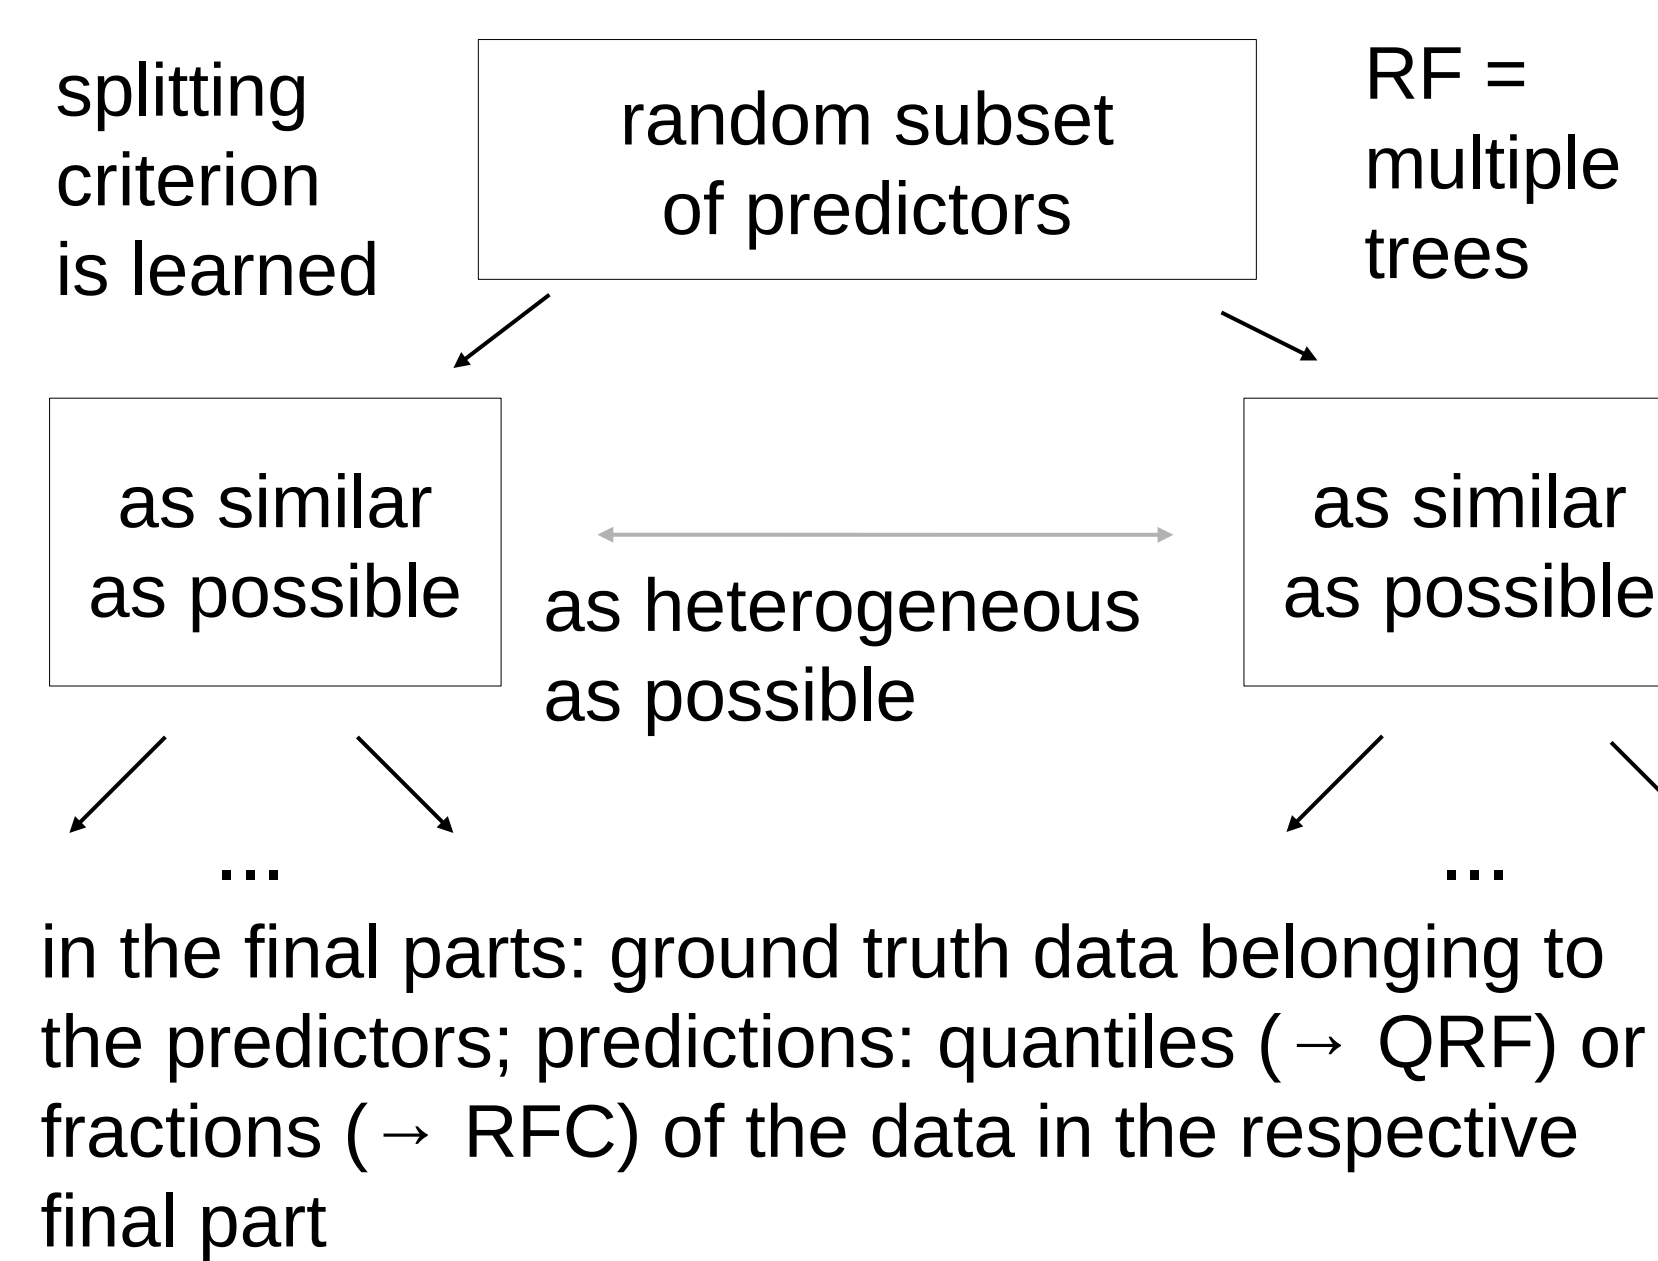 splitting
criterion
is learned
random subset
of predictors
RF =
multiple
trees
as similar
as possible
as heterogeneous
as possible
as similar
as possible
...
...
in the final parts: ground truth data belonging to
the predictors; predictions: quantiles (→ QRF) or
fractions (→ RFC) of the data in the respective
final part